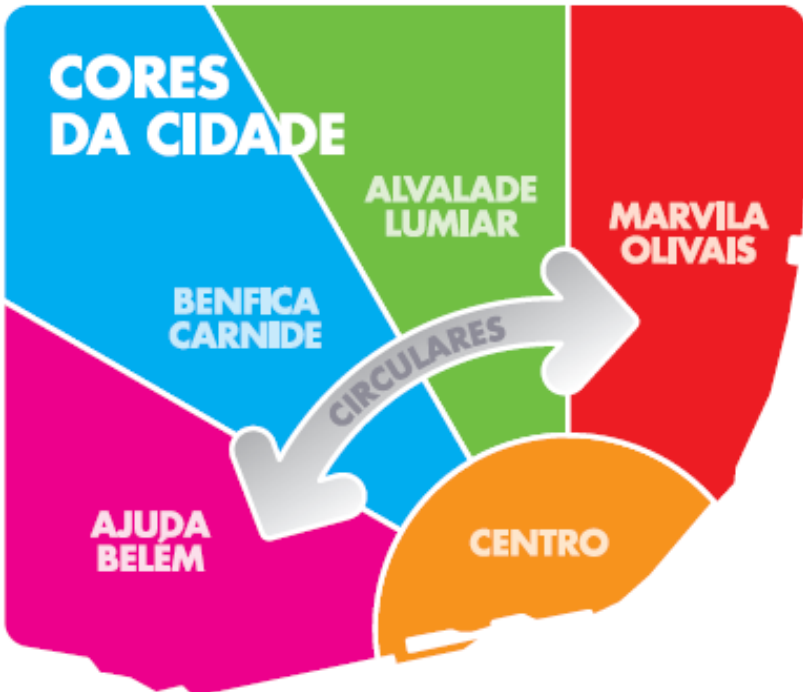 CORES
DA CIDADE
ALVALADE
LUMIAR
MARVILA
OLIVAIS
BENFICA
CARNIDE
CIRCULARES
AJUDA
BELÉM
CENTRO